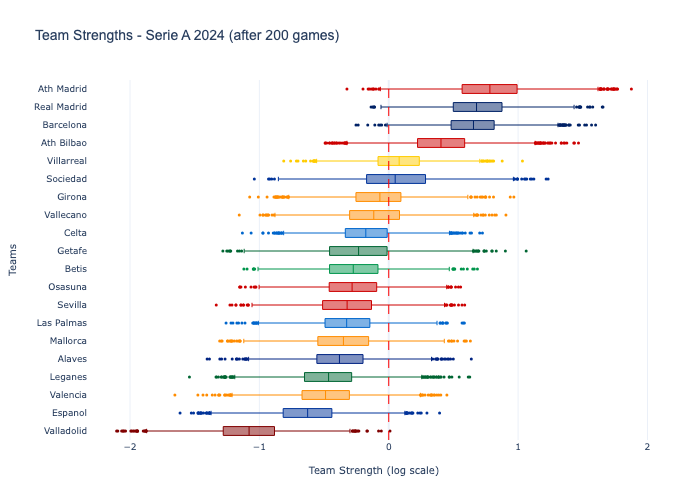 Team Strengths - Serie A 2024 (after 200 games)
Ath Madrid
Real Madrid
Barcelona
Ath Bilbao
Villarreal
Sociedad
Girona
Vallecano
Celta
Getafe
Betis
Osasuna
Sevilla
Las Palmas
Mallorca
Alaves
Leganes
Valencia
Espanol
Valladolid
Teams
−2 −1 0 1 2
Team Strength (log scale)